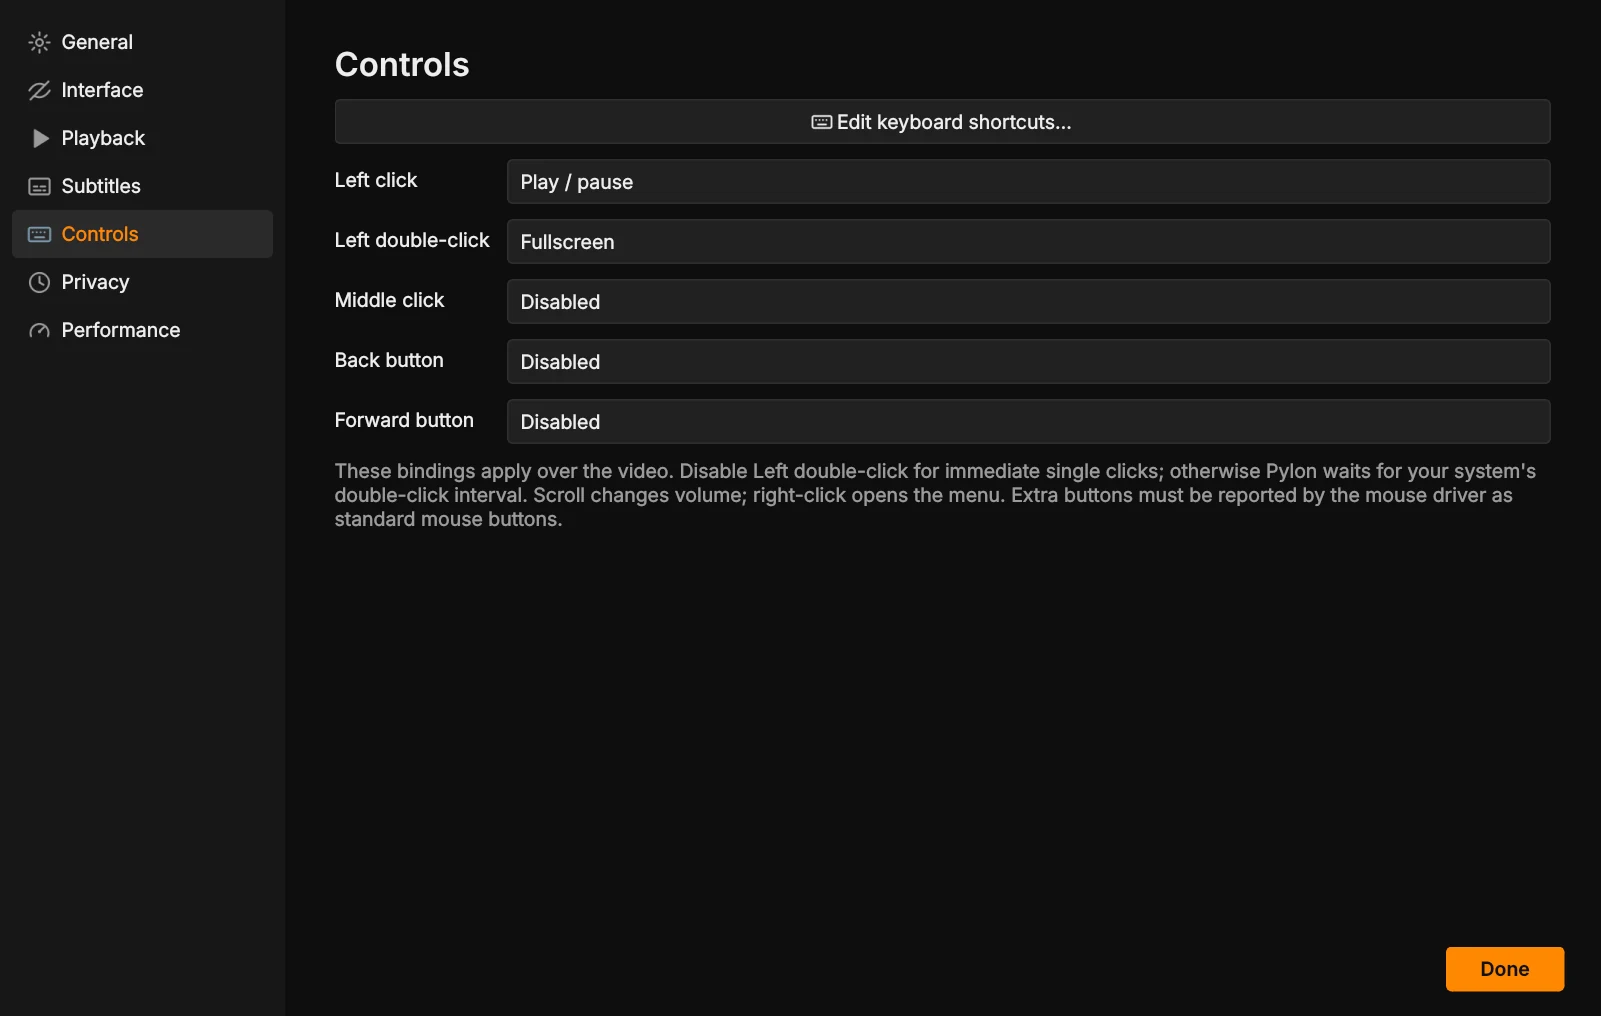 General
Interface
Playback
Subtitles
Controls
Privacy
Performance
Controls
Edit keyboard shortcuts...
Left click
Play / pause
Left double-click
Fullscreen
Middle click
Disabled
Back button
Disabled
Forward button
Disabled
These bindings apply over the video. Disable Left double-click for immediate single clicks; otherwise Pylon waits for your system's
double-click interval. Scroll changes volume; right-click opens the menu. Extra buttons must be reported by the mouse driver as
standard mouse buttons.
Done